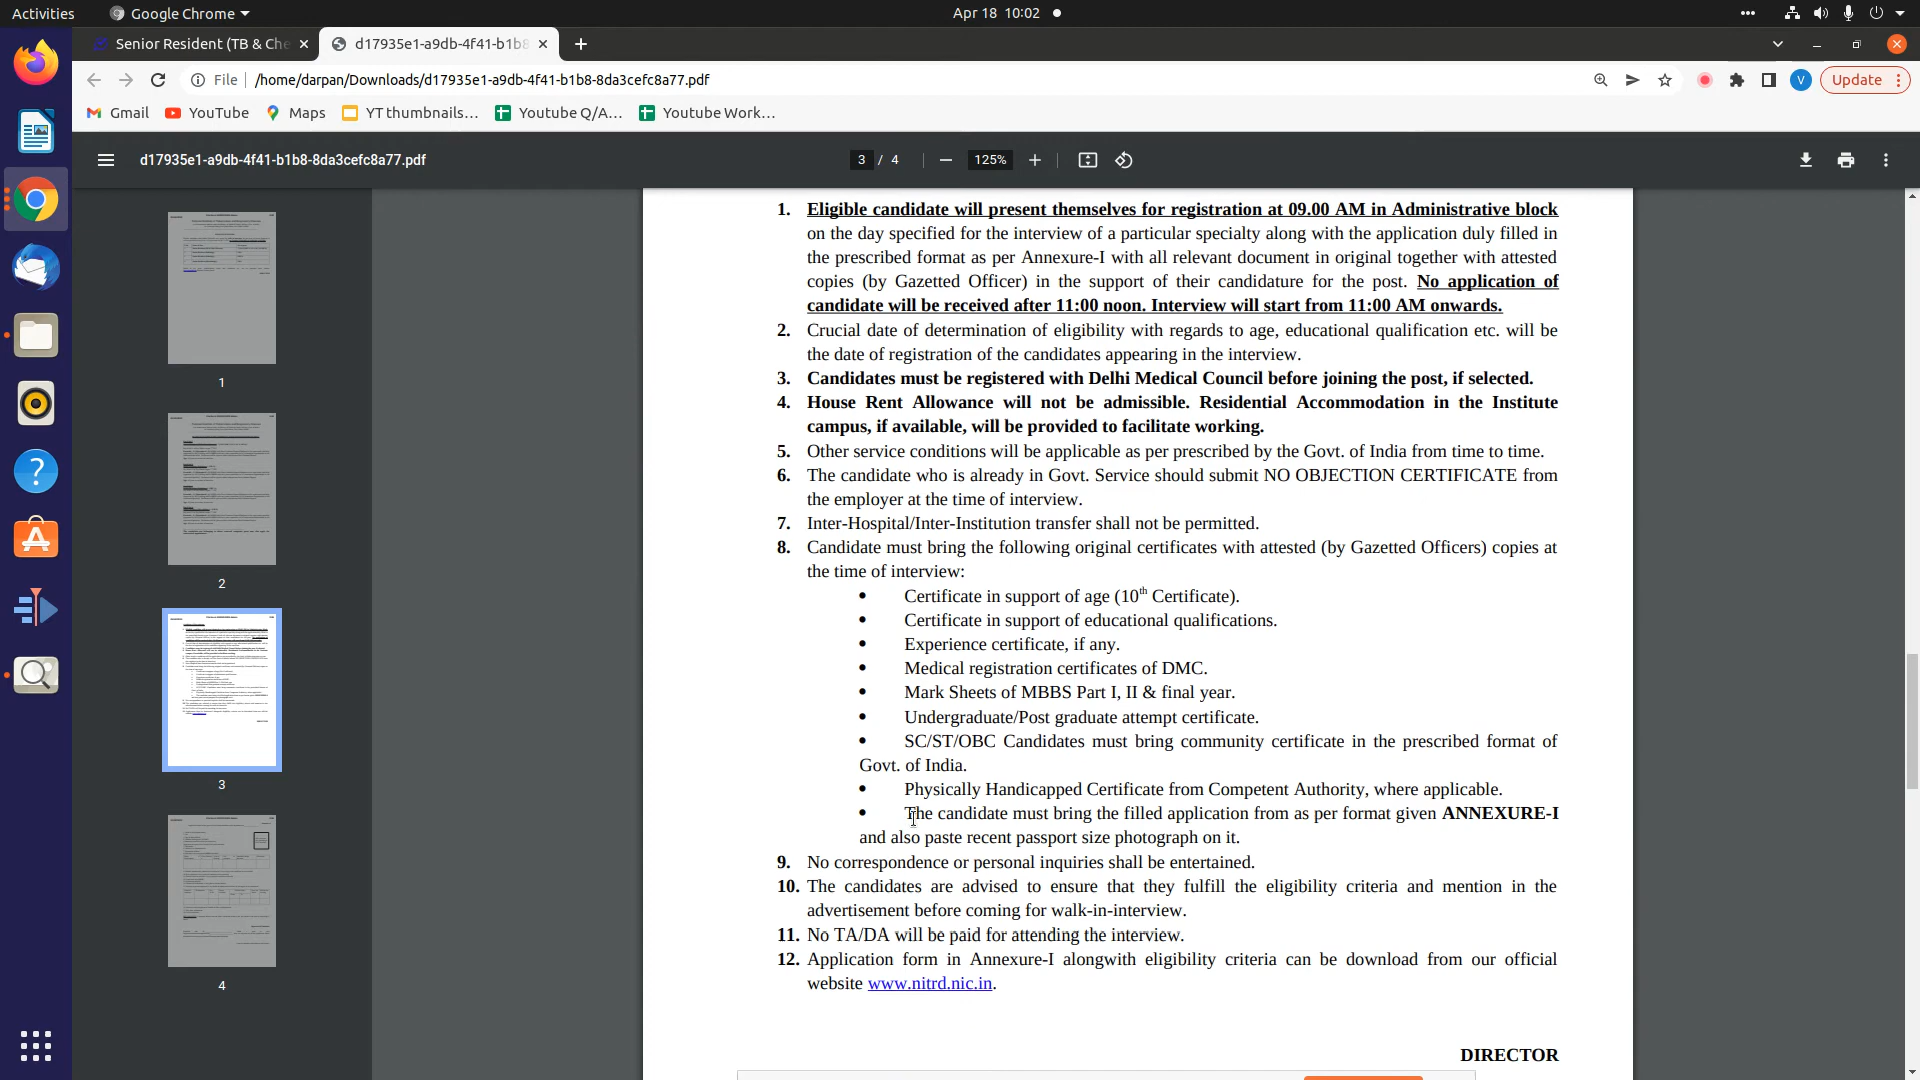 Activities
Google Chrome
Apr 18 10:02
Senior Resident (TB & Che
d17935e1-a9db-4f41-b1b8
File
/home/darpan/Downloads/d17935e1-a9db-4f41-b1b8-8da3cefc8a77.pdf
V
Update
Gmail
YouTube
Maps
YT thumbnails...
Youtube Q/A...
Youtube Work...
d17935e1-a9db-4f41-b1b8-8da3cefc8a77.pdf
3 / 4
125%
1
2
3
4
1. Eligible candidate will present themselves for registration at 09.00 AM in Administrative block
on the day specified for the interview of a particular specialty along with the application duly filled in
the prescribed format as per Annexure-I with all relevant document in original together with attested
copies (by Gazetted Officer) in the support of their candidature for the post. No application of
candidate will be received after 11:00 noon. Interview will start from 11:00 AM onwards.
2. Crucial date of determination of eligibility with regards to age, educational qualification etc. will be
the date of registration of the candidates appearing in the interview.
3. Candidates must be registered with Delhi Medical Council before joining the post, if selected.
4. House Rent Allowance will not be admissible. Residential Accommodation in the Institute
campus, if available, will be provided to facilitate working.
5. Other service conditions will be applicable as per prescribed by the Govt. of India from time to time.
6. The candidate who is already in Govt. Service should submit NO OBJECTION CERTIFICATE from
the employer at the time of interview.
7. Inter-Hospital/Inter-Institution transfer shall not be permitted.
8. Candidate must bring the following original certificates with attested (by Gazetted Officers) copies at
the time of interview:
• Certificate in support of age (10th Certificate).
• Certificate in support of educational qualifications.
• Experience certificate, if any.
• Medical registration certificates of DMC.
• Mark Sheets of MBBS Part I, II & final year.
• Undergraduate/Post graduate attempt certificate.
• SC/ST/OBC Candidates must bring community certificate in the prescribed format of
Govt. of India.
• Physically Handicapped Certificate from Competent Authority, where applicable.
• The candidate must bring the filled application from as per format given ANNEXURE-I
and also paste recent passport size photograph on it.
9. No correspondence or personal inquiries shall be entertained.
10. The candidates are advised to ensure that they fulfill the eligibility criteria and mention in the
advertisement before coming for walk-in-interview.
11. No TA/DA will be paid for attending the interview.
12. Application form in Annexure-I alongwith eligibility criteria can be download from our official
website www.nitrd.nic.in.
DIRECTOR